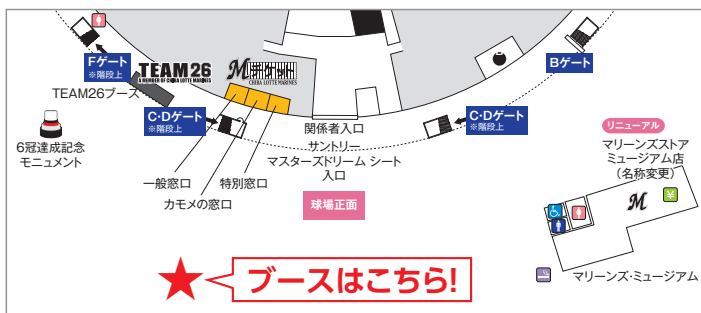 Fゲート
※階段上
TEAM26
A MEMBER OF CHIBA LOTTE MARINES
TEAM26ブース
Mチケット
CHIBA LOTTE MARINES
Bゲート
C・Dゲート
※階段上
関係者入口
C・Dゲート
※階段上
サントリー
マスターズドリーム シート
入口
6冠達成記念
モニュメント
一般窓口
特別窓口
カモメの窓口
球場正面
リニューアル
マリーンズストア
ミュージアム店
（名称変更）
M
¥
マリーンズ・ミュージアム
ブースはこちら!